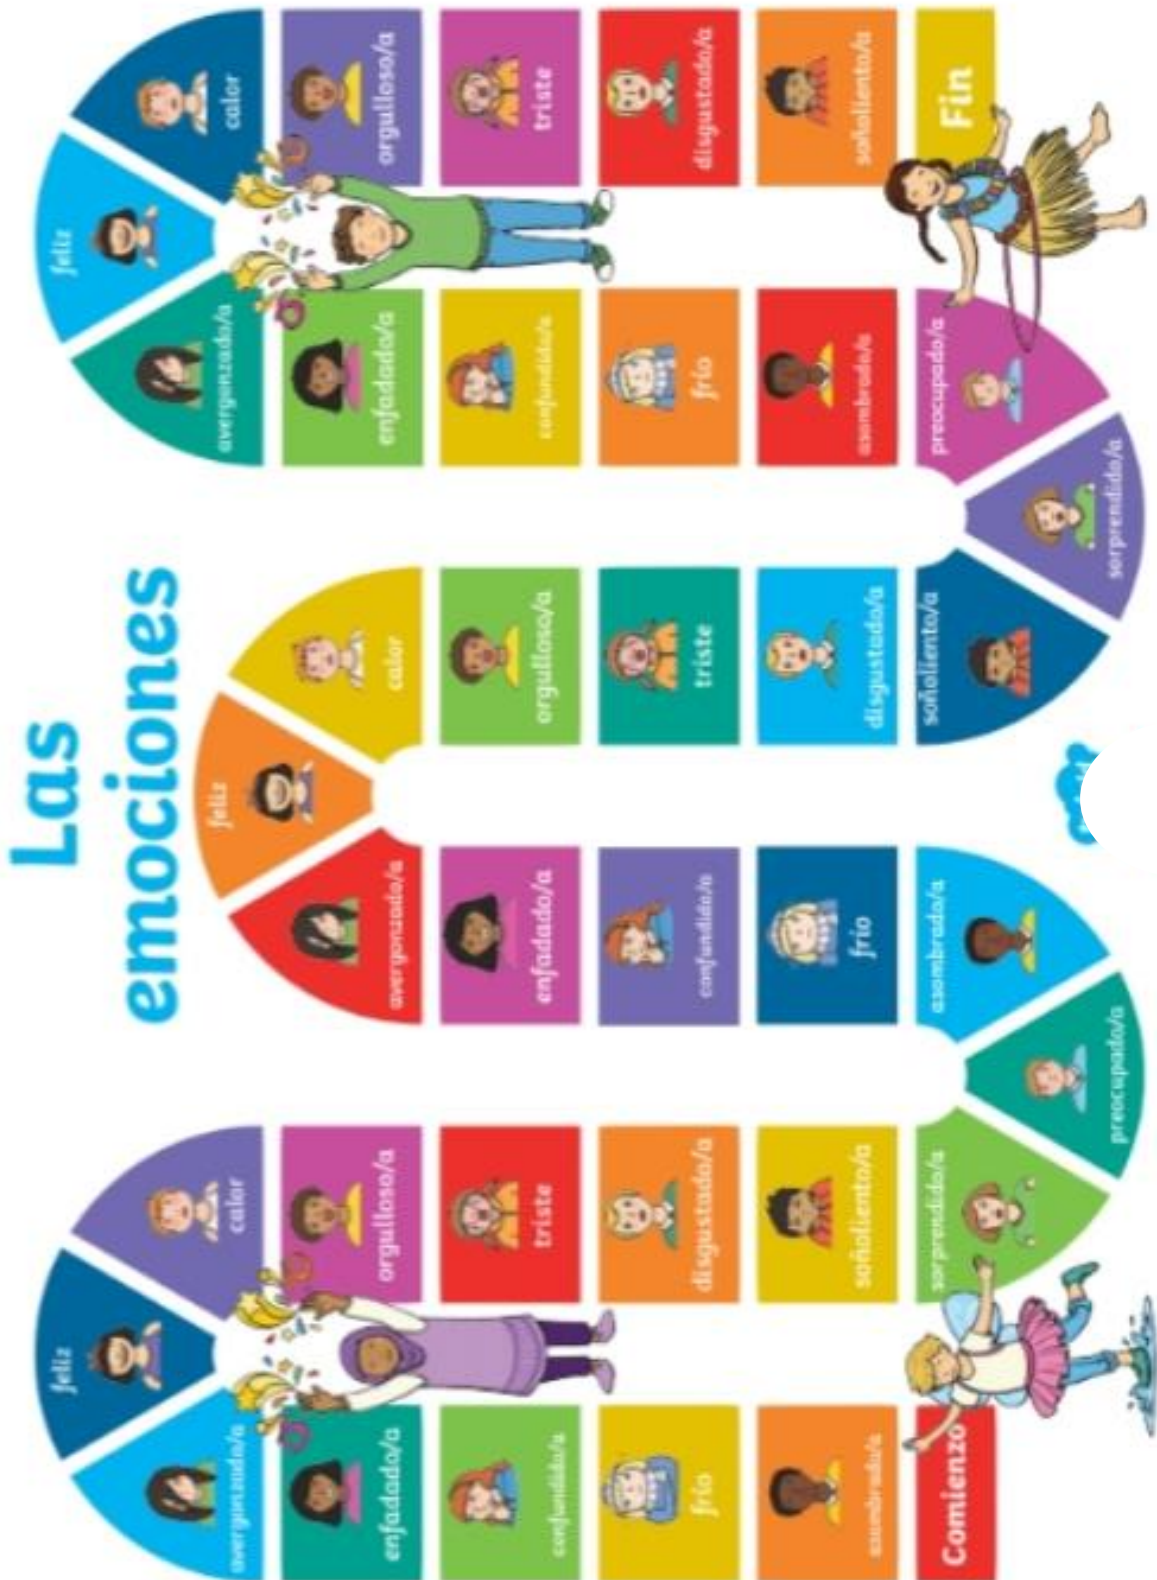 Las
emociones
Comienzo
asombrado/a
frío
confundido/a
enfadado/a
avergonzado/a
feliz
calor
orgulloso/a
triste
disgustado/a
soñoliento/a
sorprendido/a
preocupado/a
asombrado/a
frío
confundido/a
enfadado/a
avergonzado/a
feliz
calor
orgulloso/a
triste
disgustado/a
soñoliento/a
sorprendido/a
preocupado/a
asombrado/a
frío
confundido/a
enfadado/a
avergonzado/a
feliz
calor
orgulloso/a
triste
disgustado/a
soñoliento/a
Fin